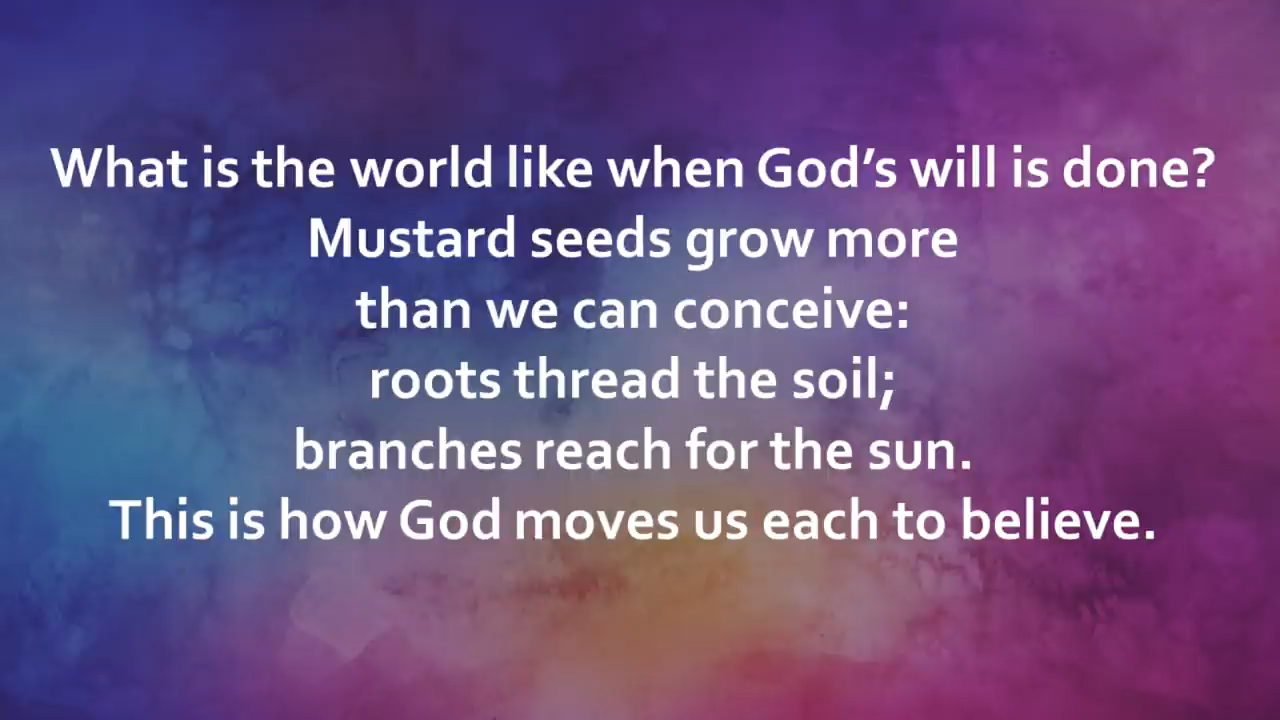 What is the world like when God’s will is done?
Mustard seeds grow more
than we can conceive:
roots thread the soil;
branches reach for the sun.
This is how God moves us each to believe.